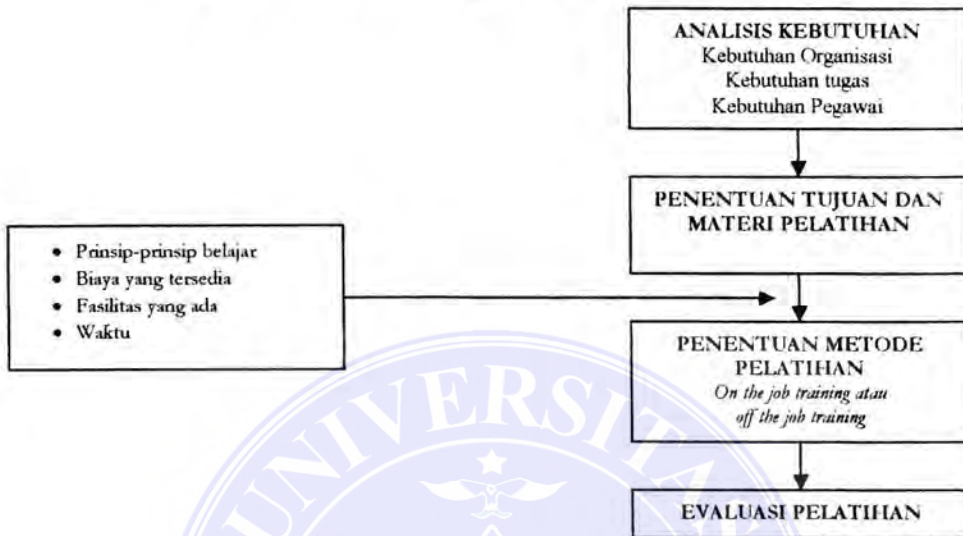 ANALISIS KEBUTUHAN
Kebutuhan Organisasi
Kebutuhan tugas
Kebutuhan Pegawai
PENENTUAN TUJUAN DAN
MATERI PELATIHAN
• Prinsip-prinsip belajar
• Biaya yang tersedia
• Fasilitas yang ada
• Waktu
PENENTUAN METODE
PELATIHAN
On the job training atau
off the job training
EVALUASI PELATIHAN
UNIVERSITAS